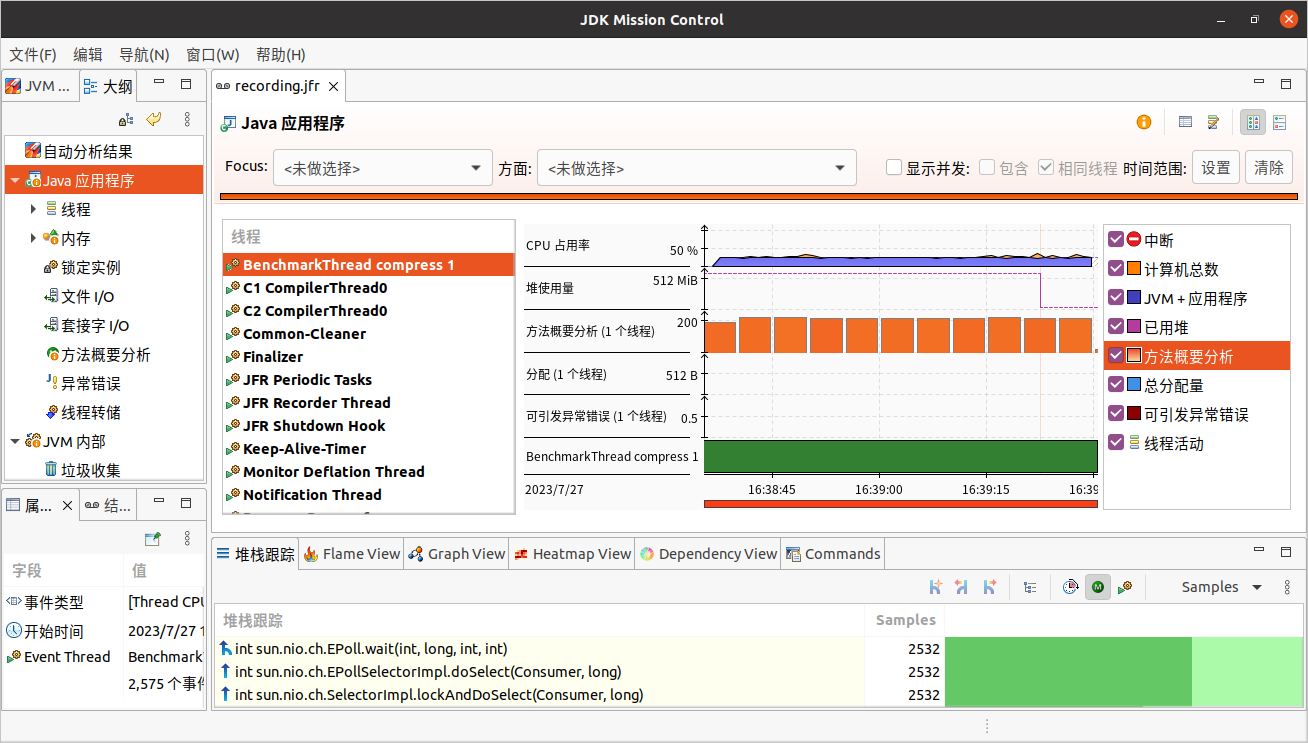 JDK Mission Control
文件(F) 编辑 导航(N) 窗口(W) 帮助(H)
JVM ... 大纲
自动分析结果
Java 应用程序
线程
内存
锁定实例
文件 I/O
套接字 I/O
方法概要分析
异常错误
线程转储
JVM 内部
垃圾收集
属... 结...
字段 值
事件类型 [Thread CPU
开始时间 2023/7/27 1
Event Thread Benchmark
2,575 个事件
recording.jfr
Java 应用程序
Focus: <未做选择> 方面: <未做选择> 显示并发: 包含 相同线程 时间范围: 设置 清除
线程
BenchmarkThread compress 1
C1 CompilerThread0
C2 CompilerThread0
Common-Cleaner
Finalizer
JFR Periodic Tasks
JFR Recorder Thread
JFR Shutdown Hook
Keep-Alive-Timer
Monitor Deflation Thread
Notification Thread
CPU 占用率 50 %
堆使用量 512 MiB
方法概要分析 (1 个线程) 200
分配 (1 个线程) 512 B
可引发异常错误 (1 个线程) 0.5
BenchmarkThread compress 1
2023/7/27 16:38:45 16:39:00 16:39:15 16:39
中断
计算机总数
JVM + 应用程序
已用堆
方法概要分析
总分配量
可引发异常错误
线程活动
堆栈跟踪 Flame View Graph View Heatmap View Dependency View Commands
Samples
堆栈跟踪 Samples
int sun.nio.ch.EPoll.wait(int, long, int, int) 2532
int sun.nio.ch.EPollSelectorImpl.doSelect(Consumer, long) 2532
int sun.nio.ch.SelectorImpl.lockAndDoSelect(Consumer, long) 2532